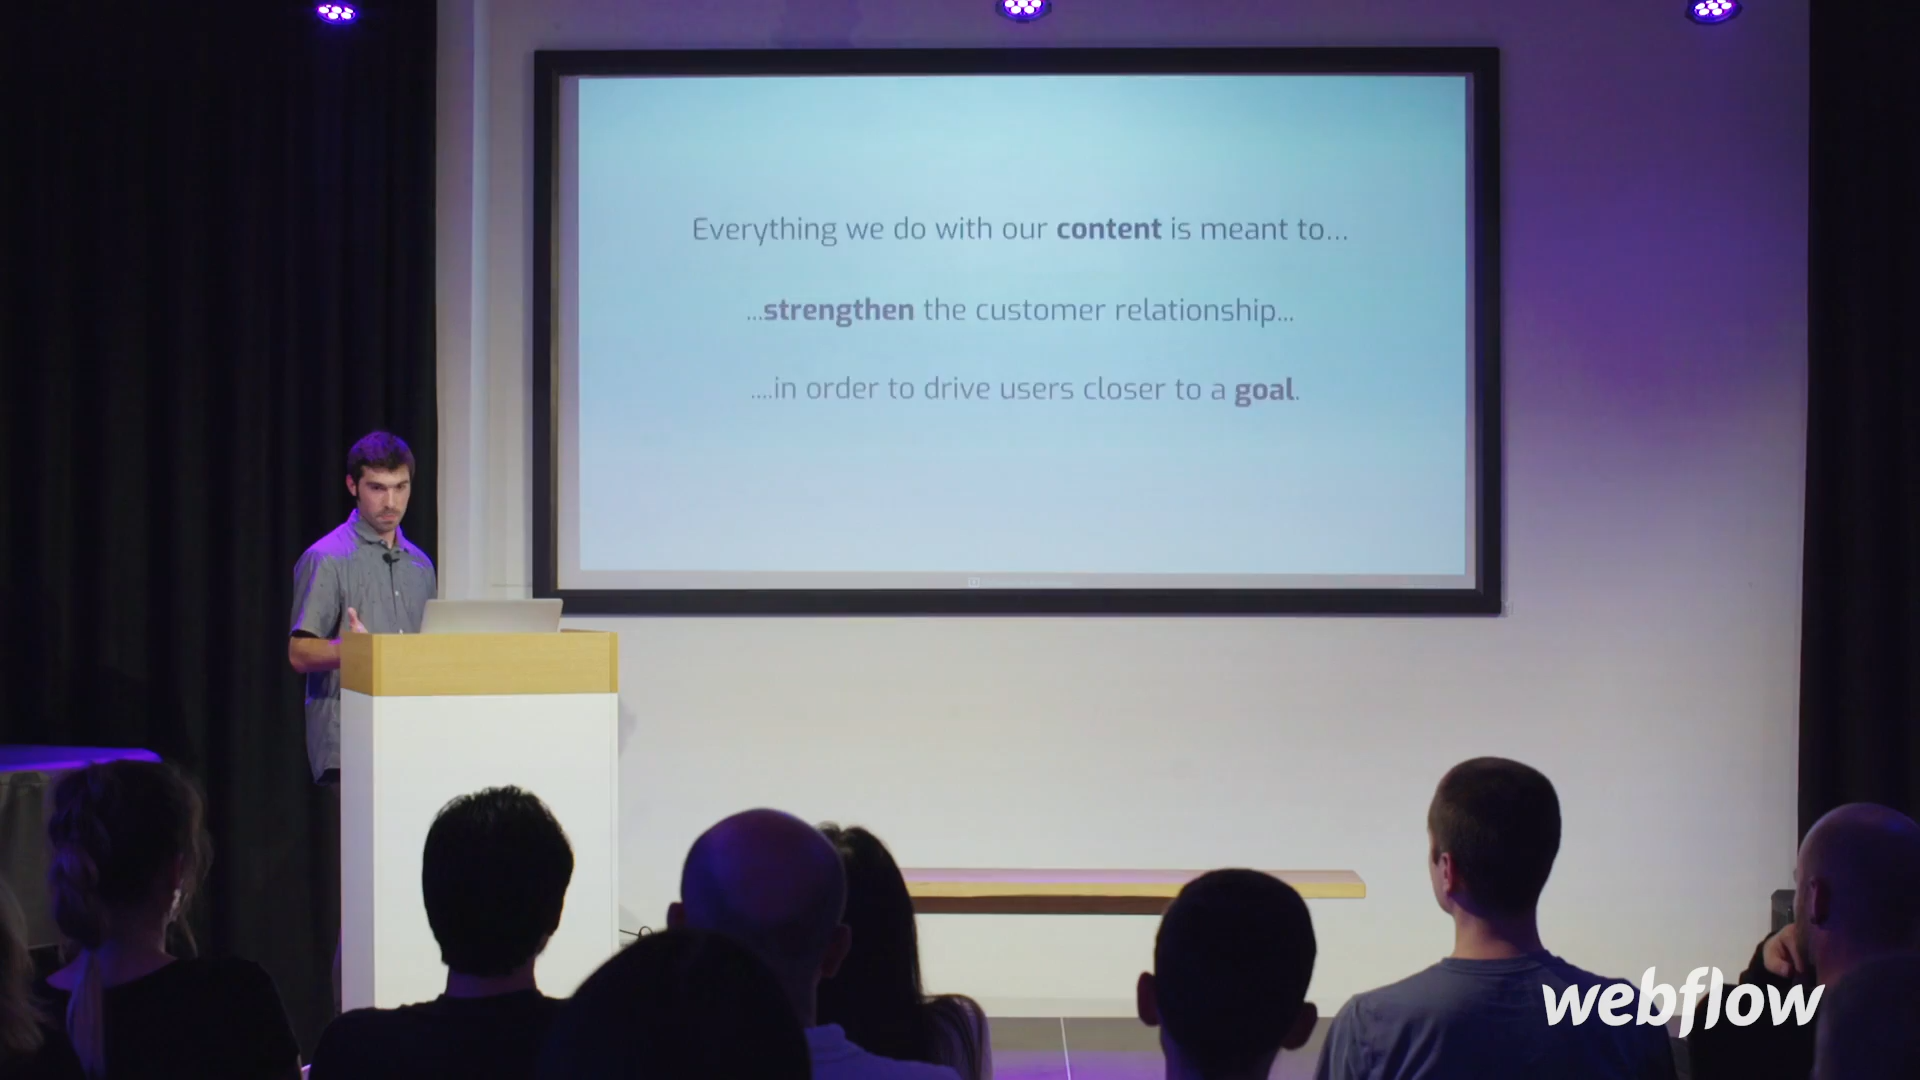 Everything we do with our content is meant to...
...strengthen the customer relationship...
....in order to drive users closer to a goal.
webflow